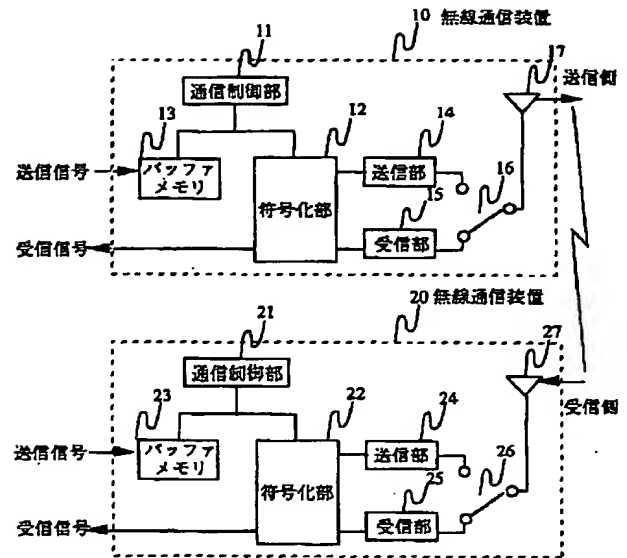 10 無線通信装置
11
通信制御部
17
送信側
13
12
14
送信信号
バッファ
メモリ
送信部
16
符号化部
15
受信部
受信信号
20 無線通信装置
21
通信制御部
27
受信側
23
22
24
送信信号
バッファ
メモリ
送信部
26
符号化部
25
受信部
受信信号